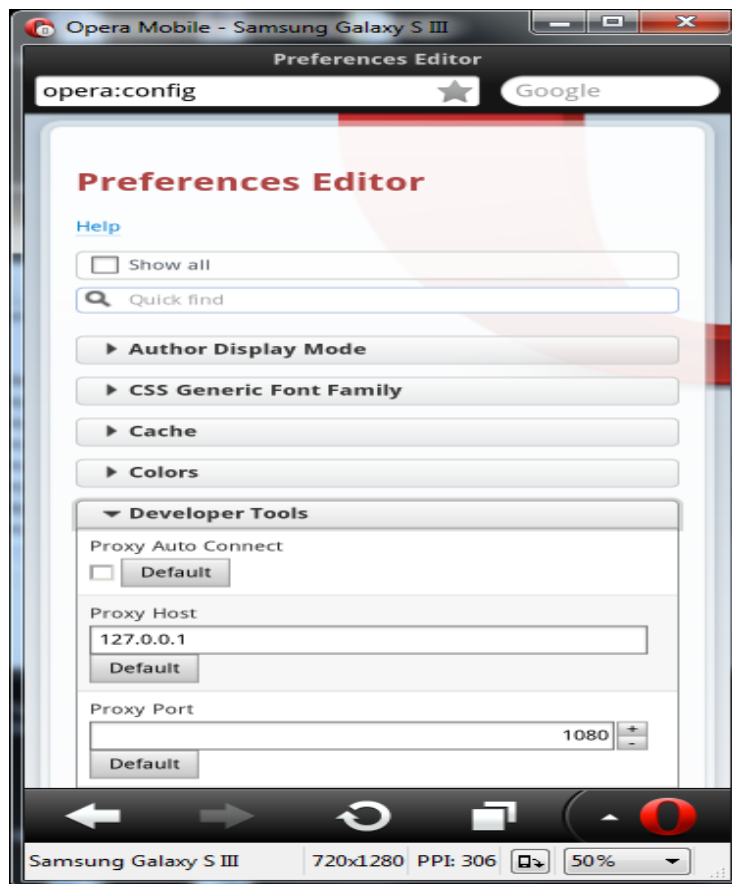 Opera Mobile - Samsung Galaxy S III
Preferences Editor
opera:config
Google
Preferences Editor
Help
Show all
Quick find
Author Display Mode
CSS Generic Font Family
Cache
Colors
Developer Tools
Proxy Auto Connect
Default
Proxy Host
127.0.0.1
Default
Proxy Port
1080
+
-
Default
Samsung Galaxy S III 720x1280 PPI: 306 50%